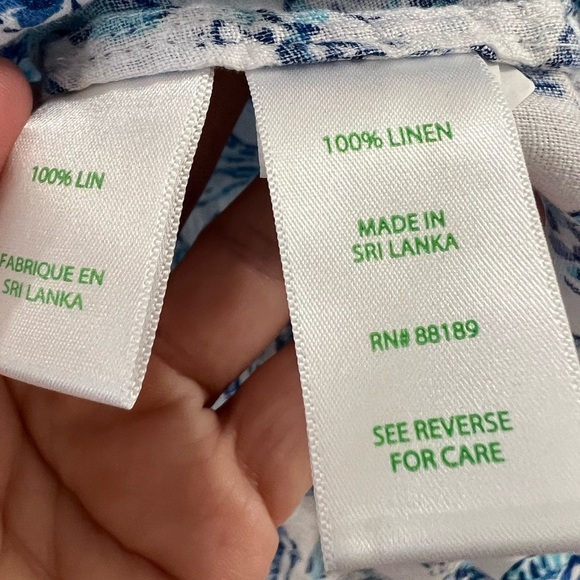 100% LIN
FABRIQUE EN
SRI LANKA
100% LINEN
MADE IN
SRI LANKA
RN# 88189
SEE REVERSE
FOR CARE